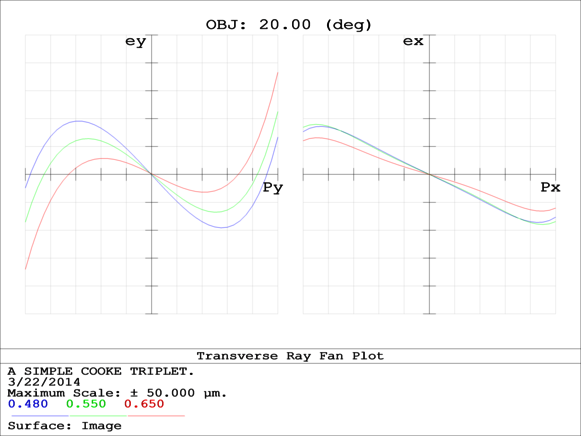 OBJ: 20.00 (deg)
ey ex
Py Px
Transverse Ray Fan Plot
A SIMPLE COOKE TRIPLET.
3/22/2014
Maximum Scale: ± 50.000 µm.
0.480 0.550 0.650
Surface: Image